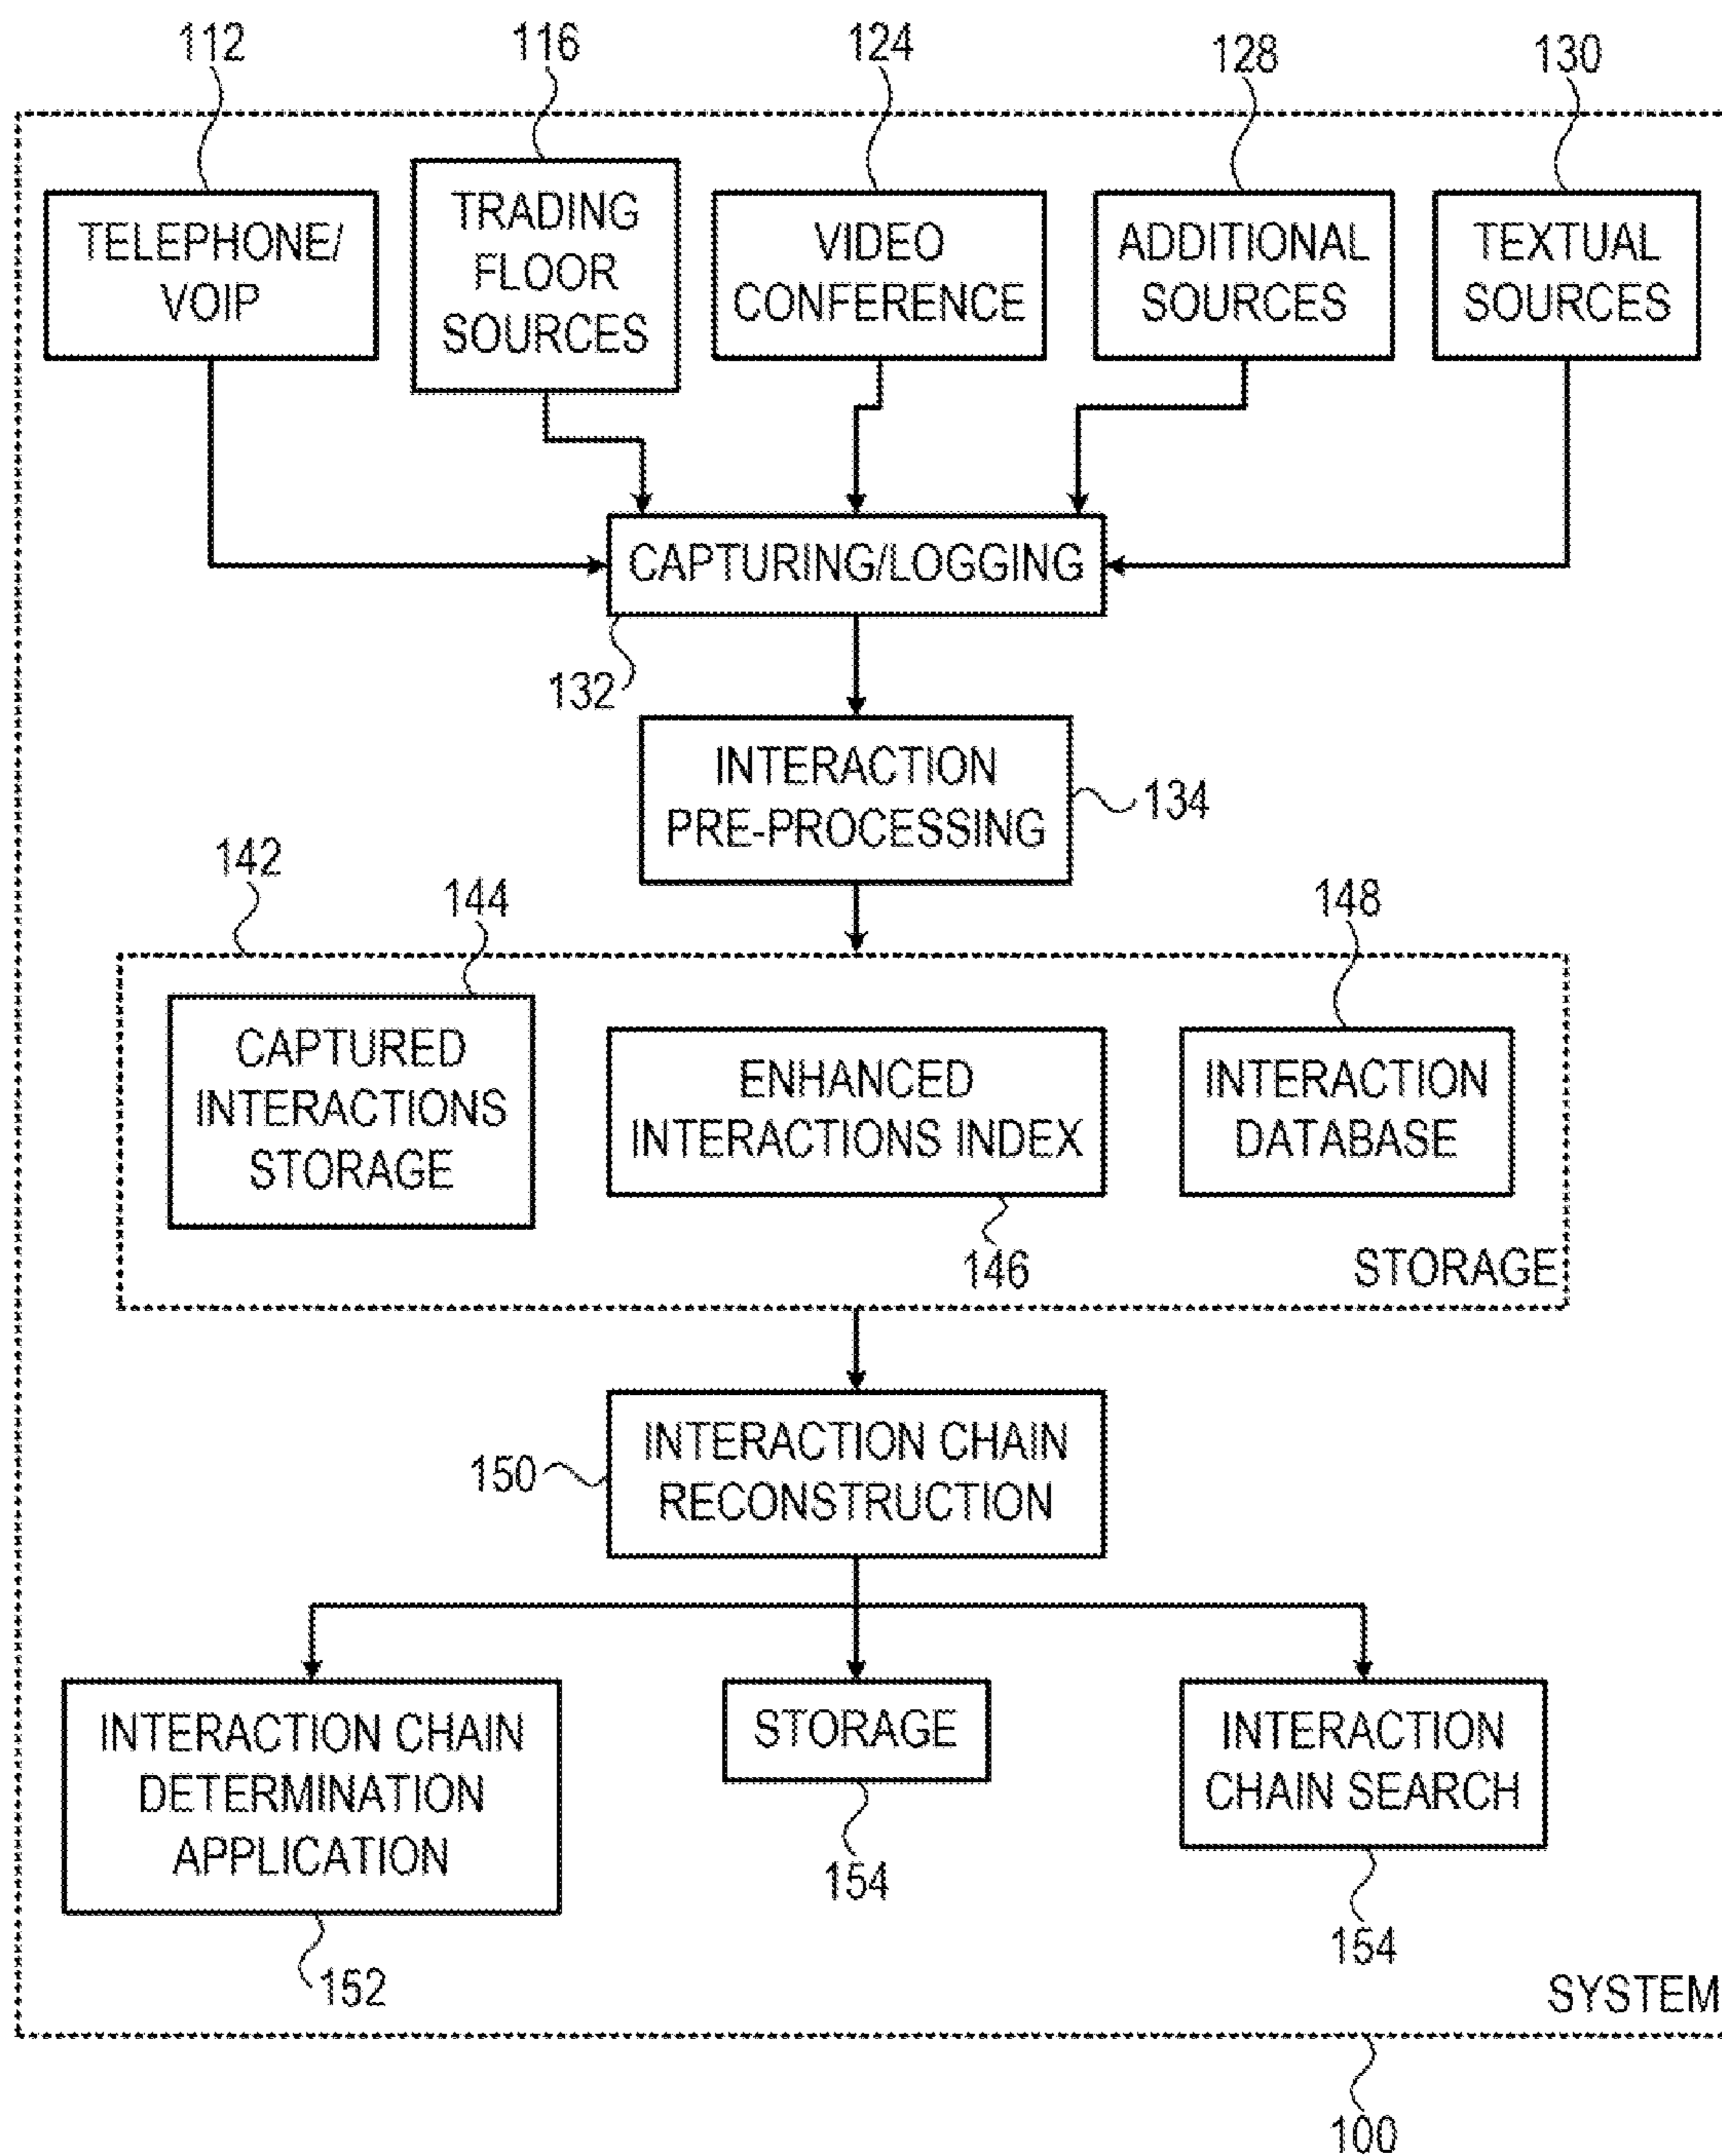 112
116
124
128
130
TELEPHONE/
VOIP
TRADING
FLOOR
SOURCES
VIDEO
CONFERENCE
ADDITIONAL
SOURCES
TEXTUAL
SOURCES
CAPTURING/LOGGING
132
INTERACTION
PRE-PROCESSING
134
142
144
148
CAPTURED
INTERACTIONS
STORAGE
ENHANCED
INTERACTIONS INDEX
INTERACTION
DATABASE
146
STORAGE
INTERACTION CHAIN
RECONSTRUCTION
150
INTERACTION CHAIN
DETERMINATION
APPLICATION
STORAGE
INTERACTION
CHAIN SEARCH
154
154
152
SYSTEM
100